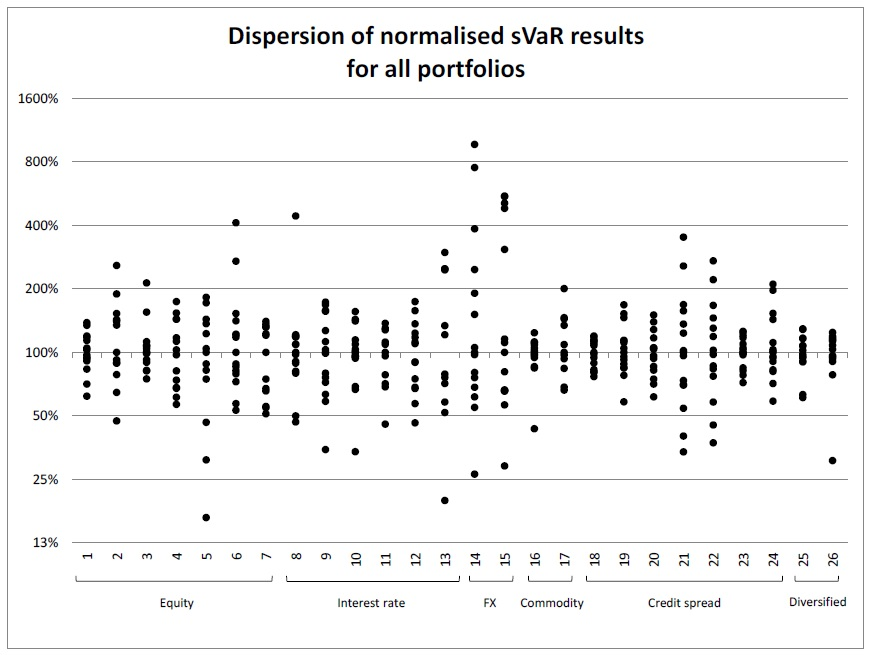 Dispersion of normalised sVaR results
for all portfolios
1600%
800%
400%
200%
100%
50%
25%
13%
1 2 3 4 5 6 7 8 9 10 11 12 13 14 15 16 17 18 19 20 21 22 23 24 25 26
Equity Interest rate FX Commodity Credit spread Diversified